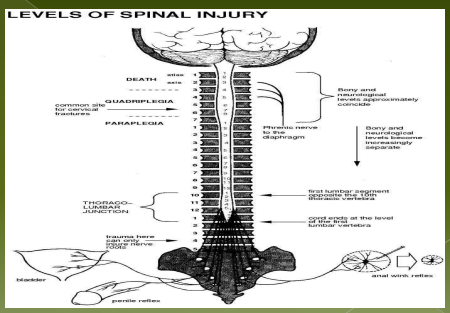 LEVELS OF SPINAL INJURY
DEATH
atlas
axis
QUADRIPLEGIA
common site
for cervical
fractures
PARAPLEGIA
Phrenic nerve
to the
diaphragm
Bony and
neurological
levels approximately
coincide
Bony and
neurological
levels become
increasingly
separate
THORACO-
LUMBAR
JUNCTION
first lumbar segment
opposite the 10th
thoracic vertebra
cord ends at the level
of the first
lumbar vertebra
trauma here
can only
injure nerve
roots
bladder
penile reflex
anal wink reflex